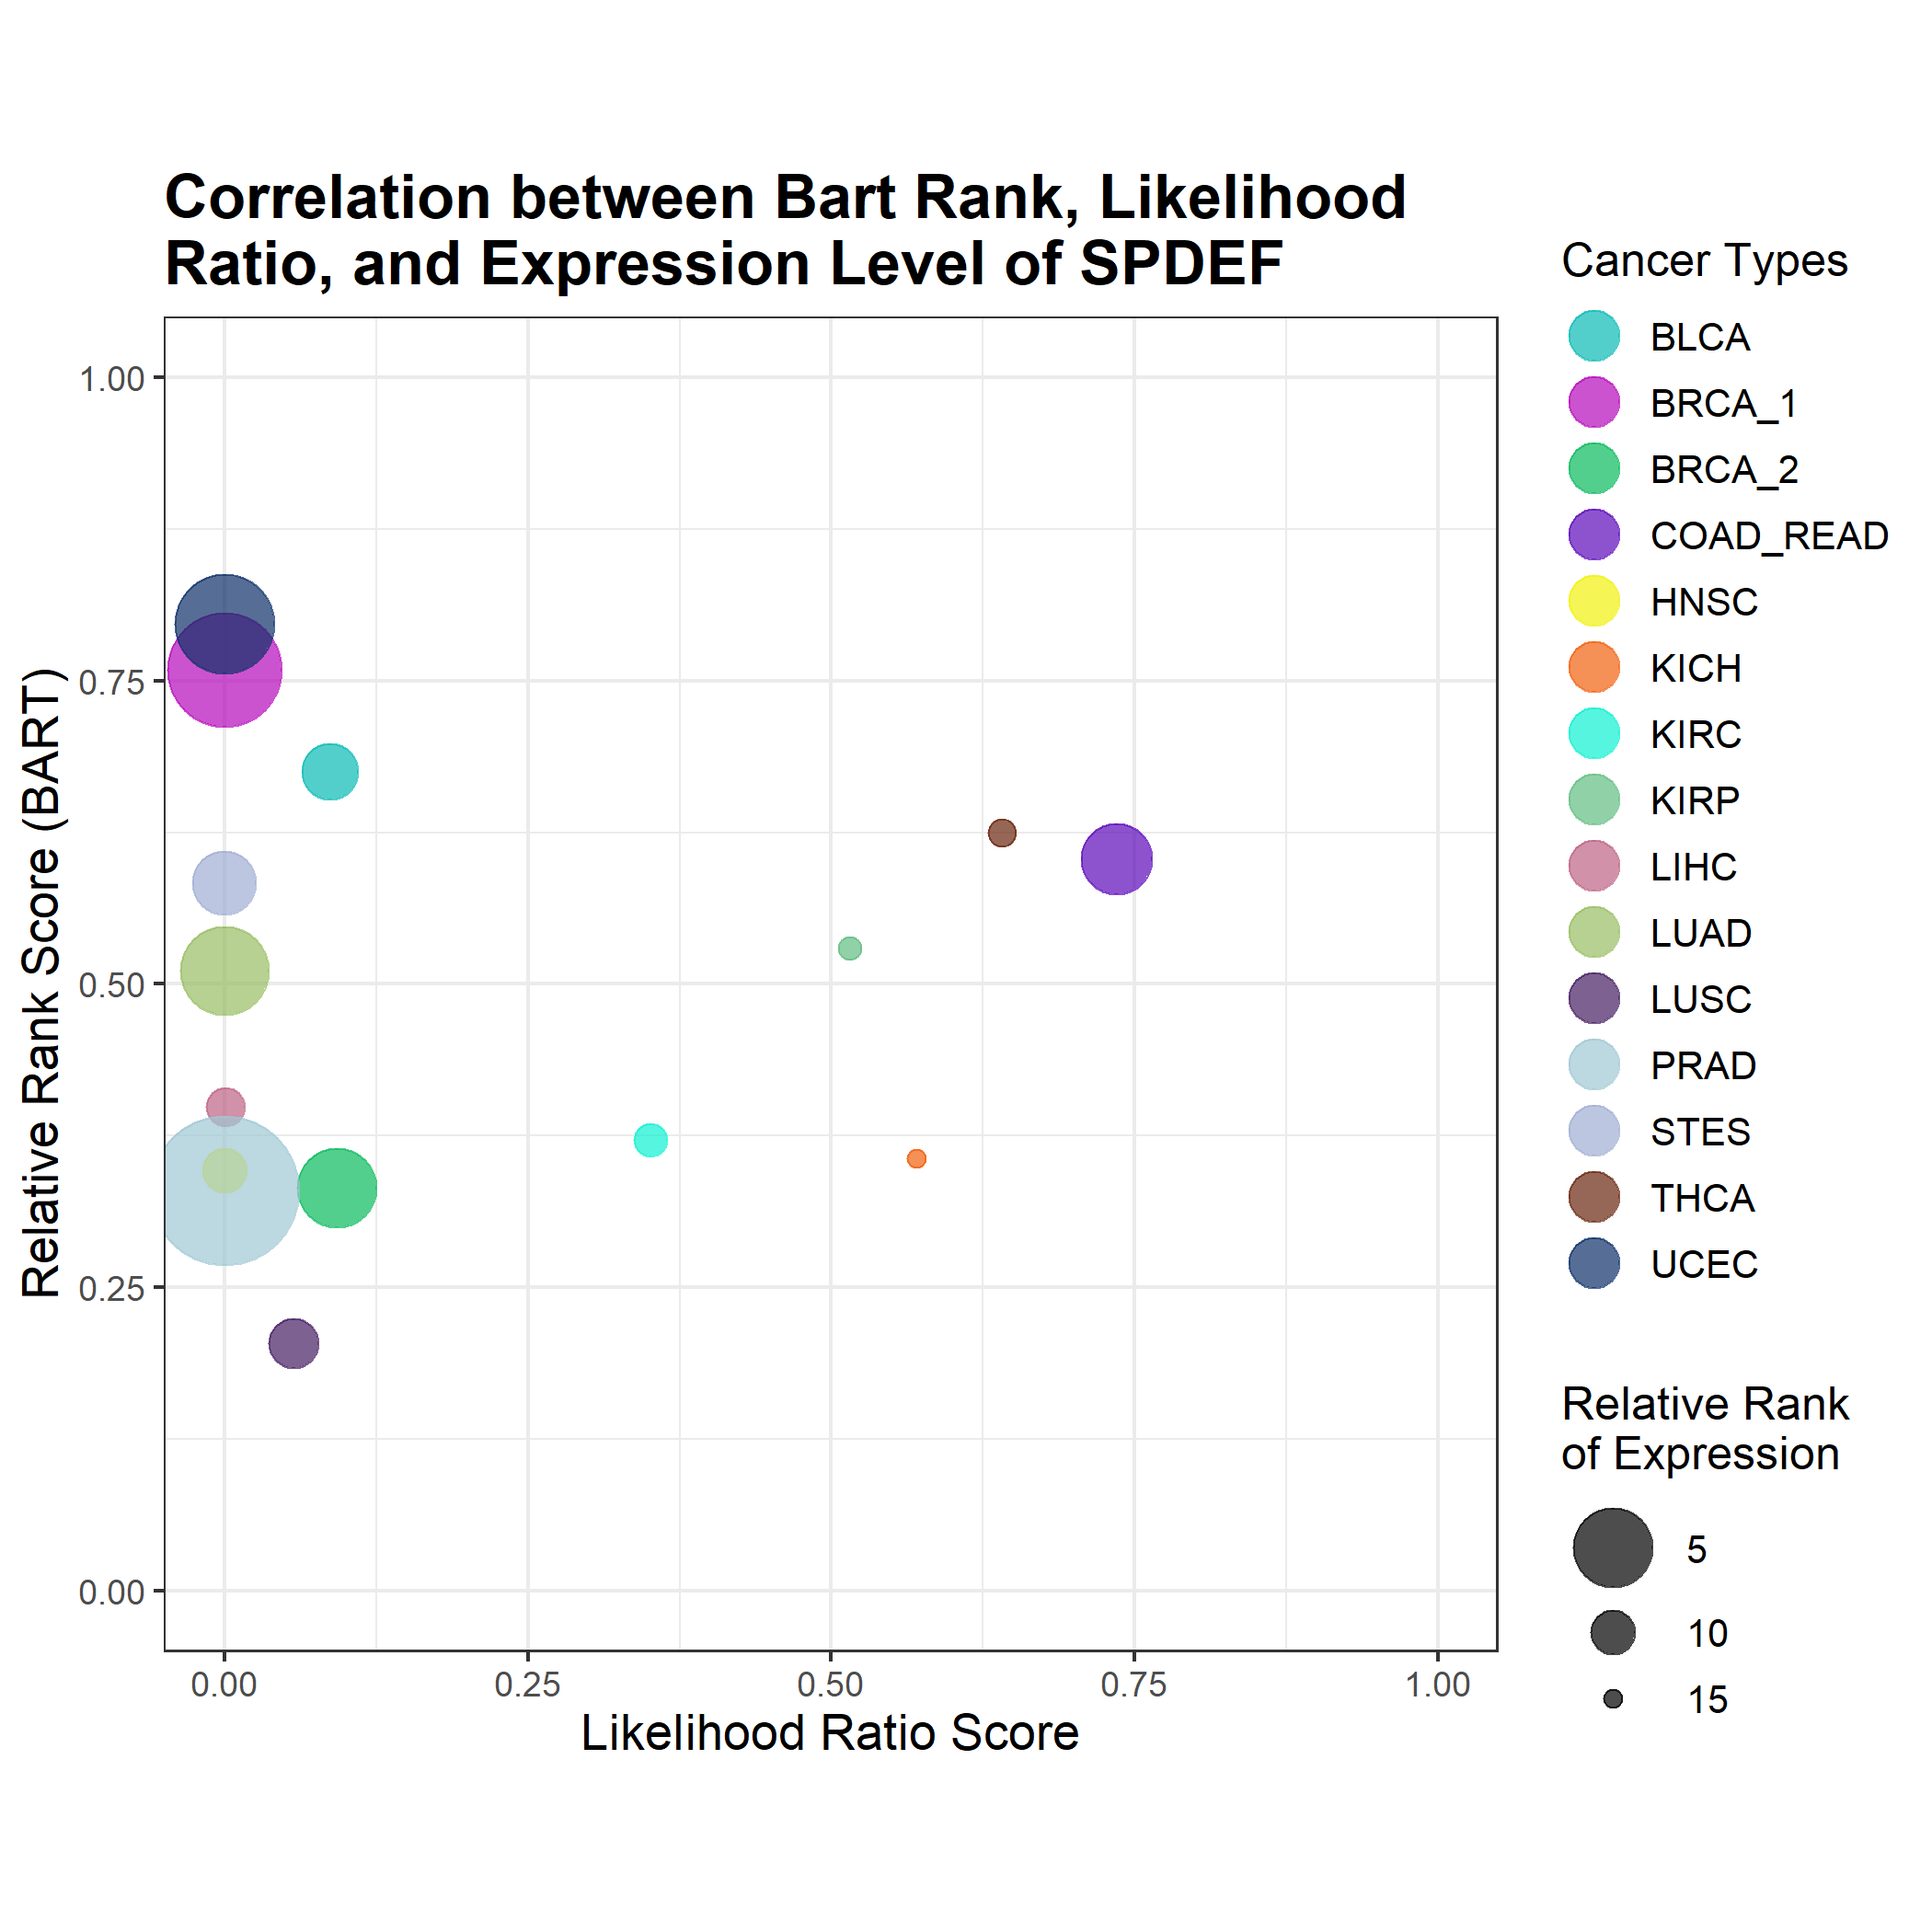 Correlation between Bart Rank, Likelihood
Ratio, and Expression Level of SPDEF
Relative Rank Score (BART)
1.00
0.75
0.50
0.25
0.00
0.00
0.25
0.50
0.75
1.00
Likelihood Ratio Score
Cancer Types
BLCA
BRCA_1
BRCA_2
COAD_READ
HNSC
KICH
KIRC
KIRP
LIHC
LUAD
LUSC
PRAD
STES
THCA
UCEC
Relative Rank
of Expression
5
10
15